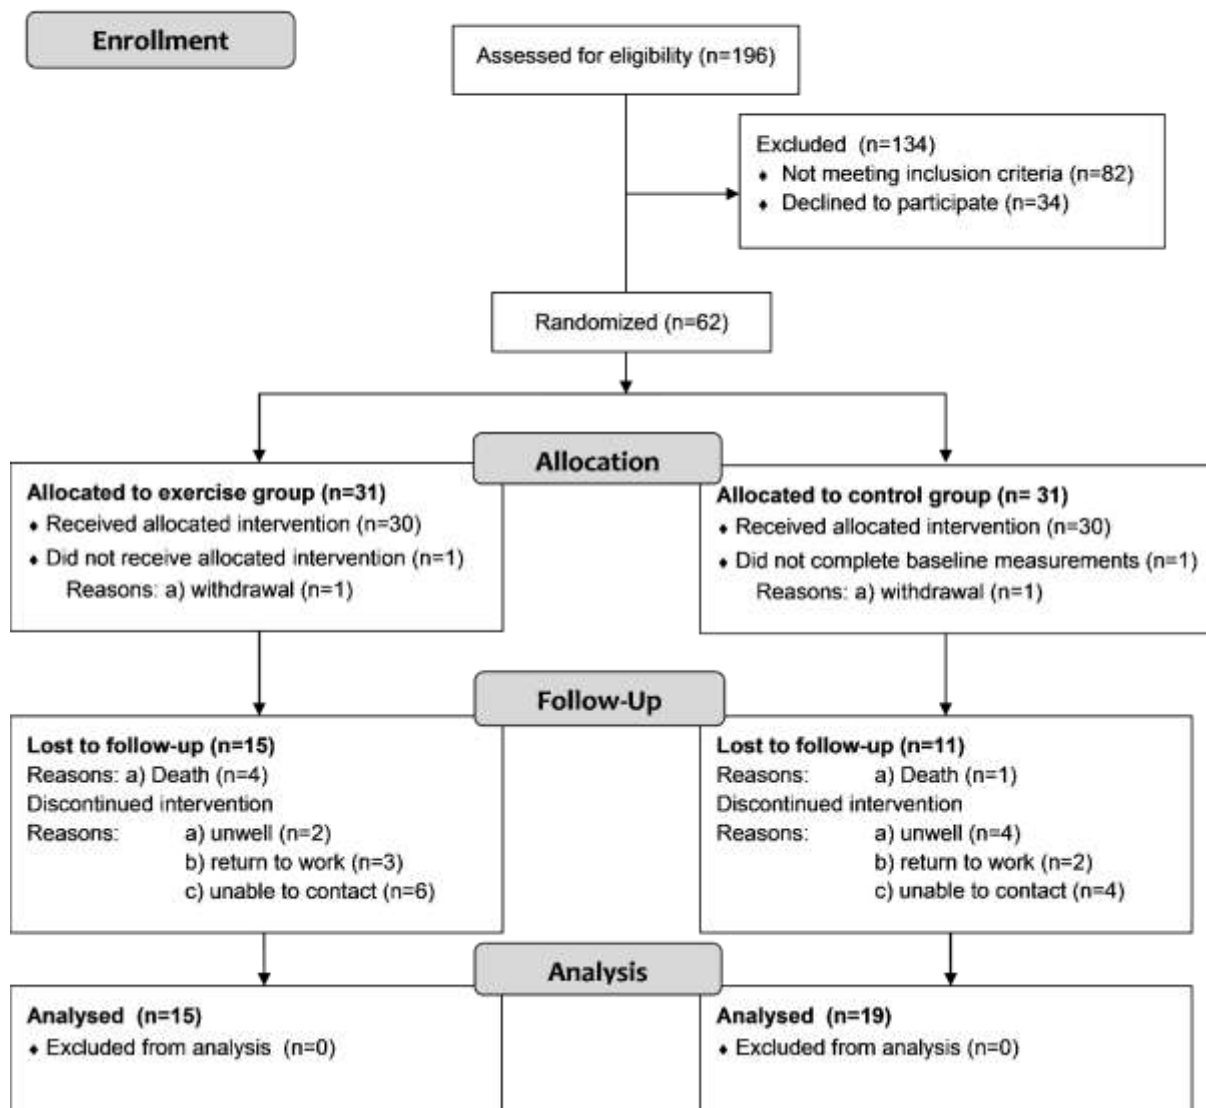 Enrollment
Assessed for eligibility (n=196)
Excluded (n=134)
♦ Not meeting inclusion criteria (n=82)
♦ Declined to participate (n=34)
Randomized (n=62)
Allocation
Allocated to exercise group (n=31)
♦ Received allocated intervention (n=30)
♦ Did not receive allocated intervention (n=1)
Reasons: a) withdrawal (n=1)
Allocated to control group (n= 31)
♦ Received allocated intervention (n=30)
♦ Did not complete baseline measurements (n=1)
Reasons: a) withdrawal (n=1)
Follow-Up
Lost to follow-up (n=15)
Reasons: a) Death (n=4)
Discontinued intervention
Reasons: a) unwell (n=2)
b) return to work (n=3)
c) unable to contact (n=6)
Lost to follow-up (n=11)
Reasons: a) Death (n=1)
Discontinued intervention
Reasons: a) unwell (n=4)
b) return to work (n=2)
c) unable to contact (n=4)
Analysis
Analysed (n=15)
♦ Excluded from analysis (n=0)
Analysed (n=19)
♦ Excluded from analysis (n=0)